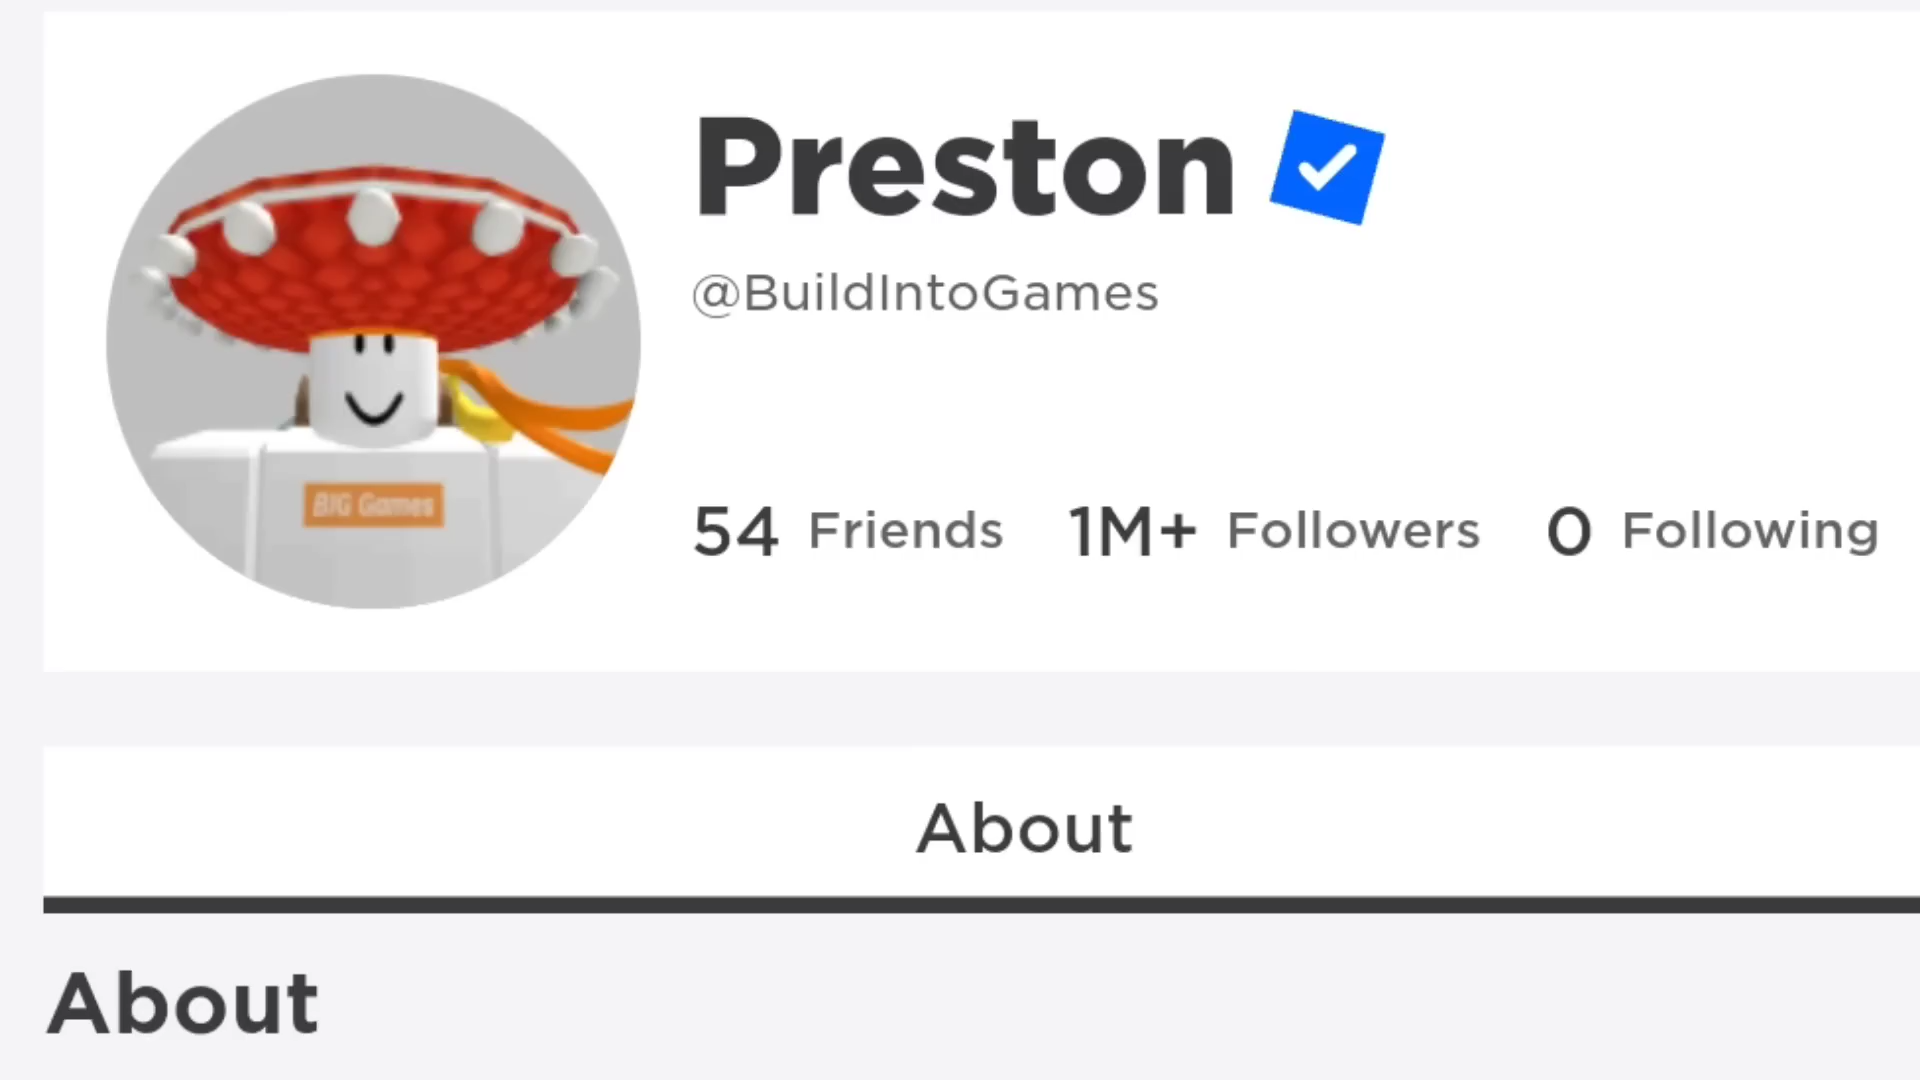 Preston
@BuildIntoGames
BIG Games
54 Friends 1M+ Followers 0 Following
About
About